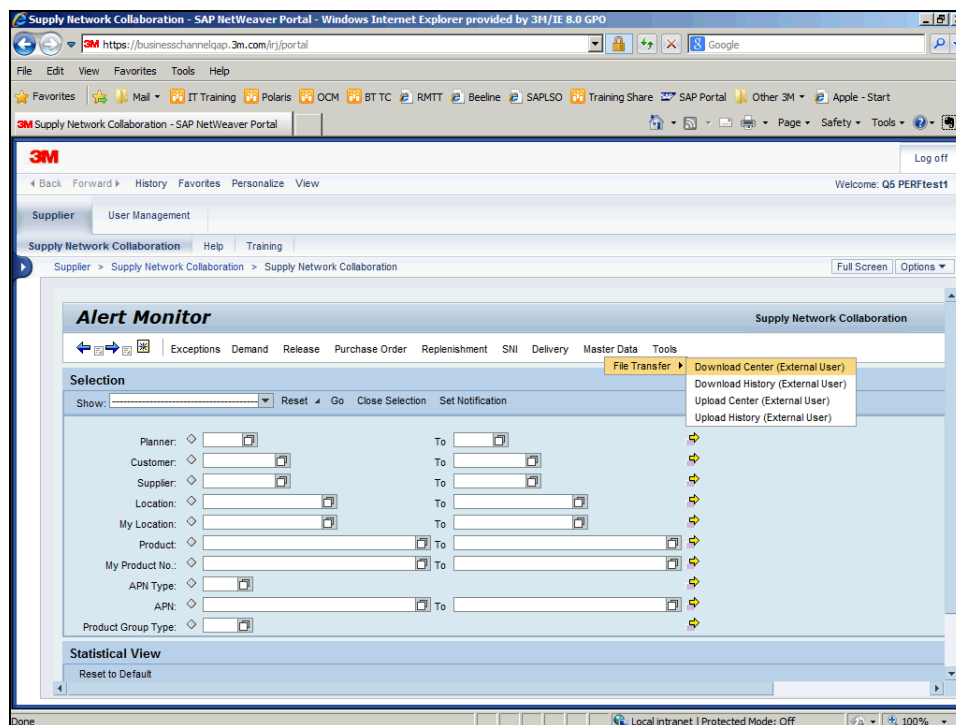 Supply Network Collaboration - SAP NetWeaver Portal - Windows Internet Explorer provided by 3M/IE 8.0 GPO
3M https://businesschannelqap.3m.com/irj/portal
Google
File Edit View Favorites Tools Help
Favorites Mail IT Training Polaris OCM BT TC RMTT Beeline SAPLSO Training Share SAP Portal Other 3M Apple - Start
3M Supply Network Collaboration - SAP NetWeaver Portal
Page Safety Tools
3M
Log off
Back Forward History Favorites Personalize View
Welcome: Q5 PERFtest1
Supplier User Management
Supply Network Collaboration Help Training
Supplier > Supply Network Collaboration > Supply Network Collaboration
Full Screen Options
Alert Monitor
Supply Network Collaboration
Exceptions Demand Release Purchase Order Replenishment SNI Delivery Master Data Tools
File Transfer
Download Center (External User)
Download History (External User)
Upload Center (External User)
Upload History (External User)
Selection
Show: Reset Go Close Selection Set Notification
Planner: To
Customer: To
Supplier: To
Location: To
My Location: To
Product: To
My Product No.: To
APN Type:
APN: To
Product Group Type:
Statistical View
Reset to Default
Done
Local intranet | Protected Mode: Off
100%